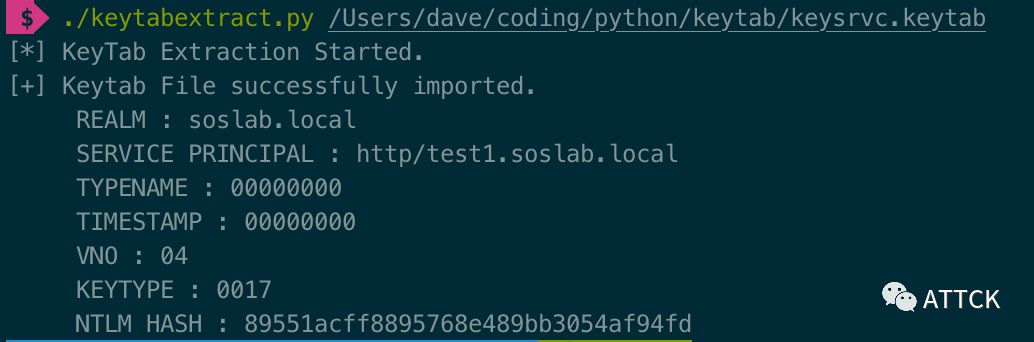 $ ./keytabextract.py /Users/dave/coding/python/keytab/keysrvc.keytab
[*] KeyTab Extraction Started.
[+] Keytab File successfully imported.
REALM : soslab.local
SERVICE PRINCIPAL : http/test1.soslab.local
TYPENAME : 00000000
TIMESTAMP : 00000000
VNO : 04
KEYTYPE : 0017
NTLM HASH : 89551acff8895768e489bb3054af94fd
ATTCK